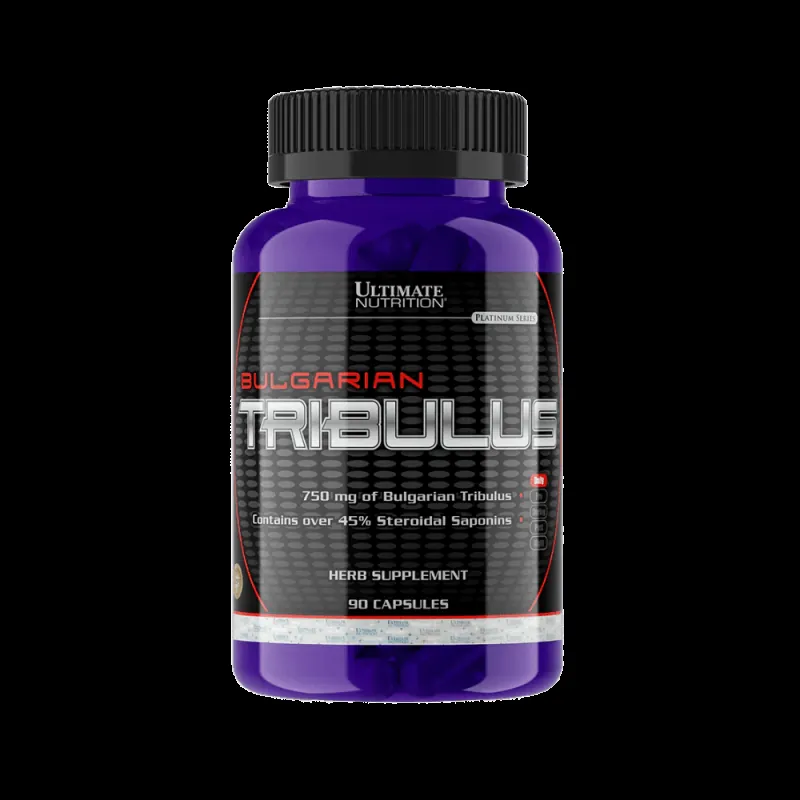 ULTIMATE
NUTRITION®
PLATINUM SERIES
BULGARIAN
TRIBULUS
750 mg of Bulgarian Tribulus
Contains over 45% Steroidal Saponins
Daily
HERB SUPPLEMENT
90 CAPSULES